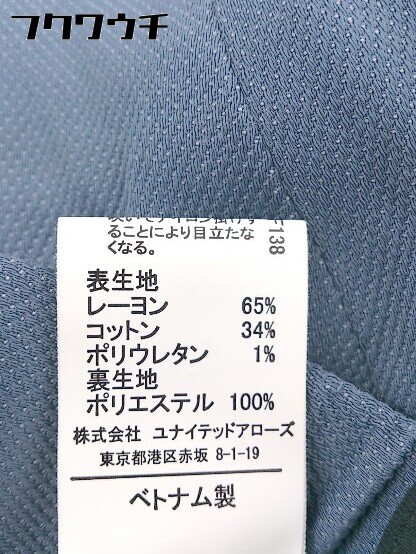 フクワウチ
ることにより目立たな
くなる。
138
表生地
レーヨン 65%
コットン 34%
ポリウレタン 1%
裏生地
ポリエステル 100%
株式会社 ユナイテッドアローズ
東京都港区赤坂 8-1-19
ベトナム製